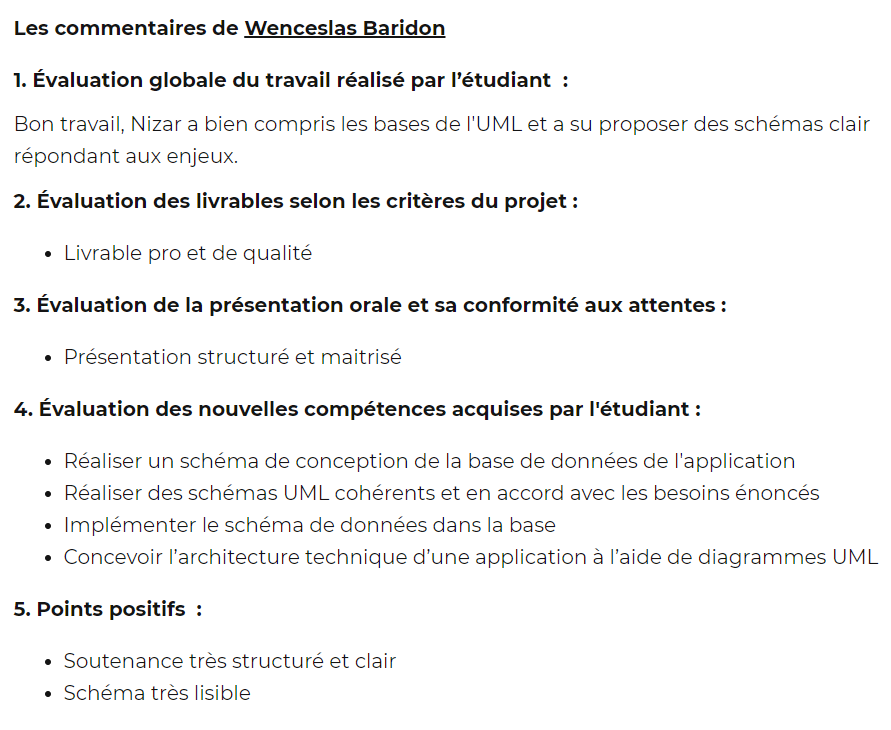 Les commentaires de Wenceslas Baridon
1. Évaluation globale du travail réalisé par l’étudiant  :
Bon travail, Nizar a bien compris les bases de l'UML et a su proposer des schémas clair
répondant aux enjeux.
2. Évaluation des livrables selon les critères du projet :
• Livrable pro et de qualité
3. Évaluation de la présentation orale et sa conformité aux attentes :
• Présentation structuré et maitrisé
4. Évaluation des nouvelles compétences acquises par l'étudiant :
• Réaliser un schéma de conception de la base de données de l'application
• Réaliser des schémas UML cohérents et en accord avec les besoins énoncés
• Implémenter le schéma de données dans la base
• Concevoir l’architecture technique d’une application à l’aide de diagrammes UML
5. Points positifs  :
• Soutenance très structuré et clair
• Schéma très lisible